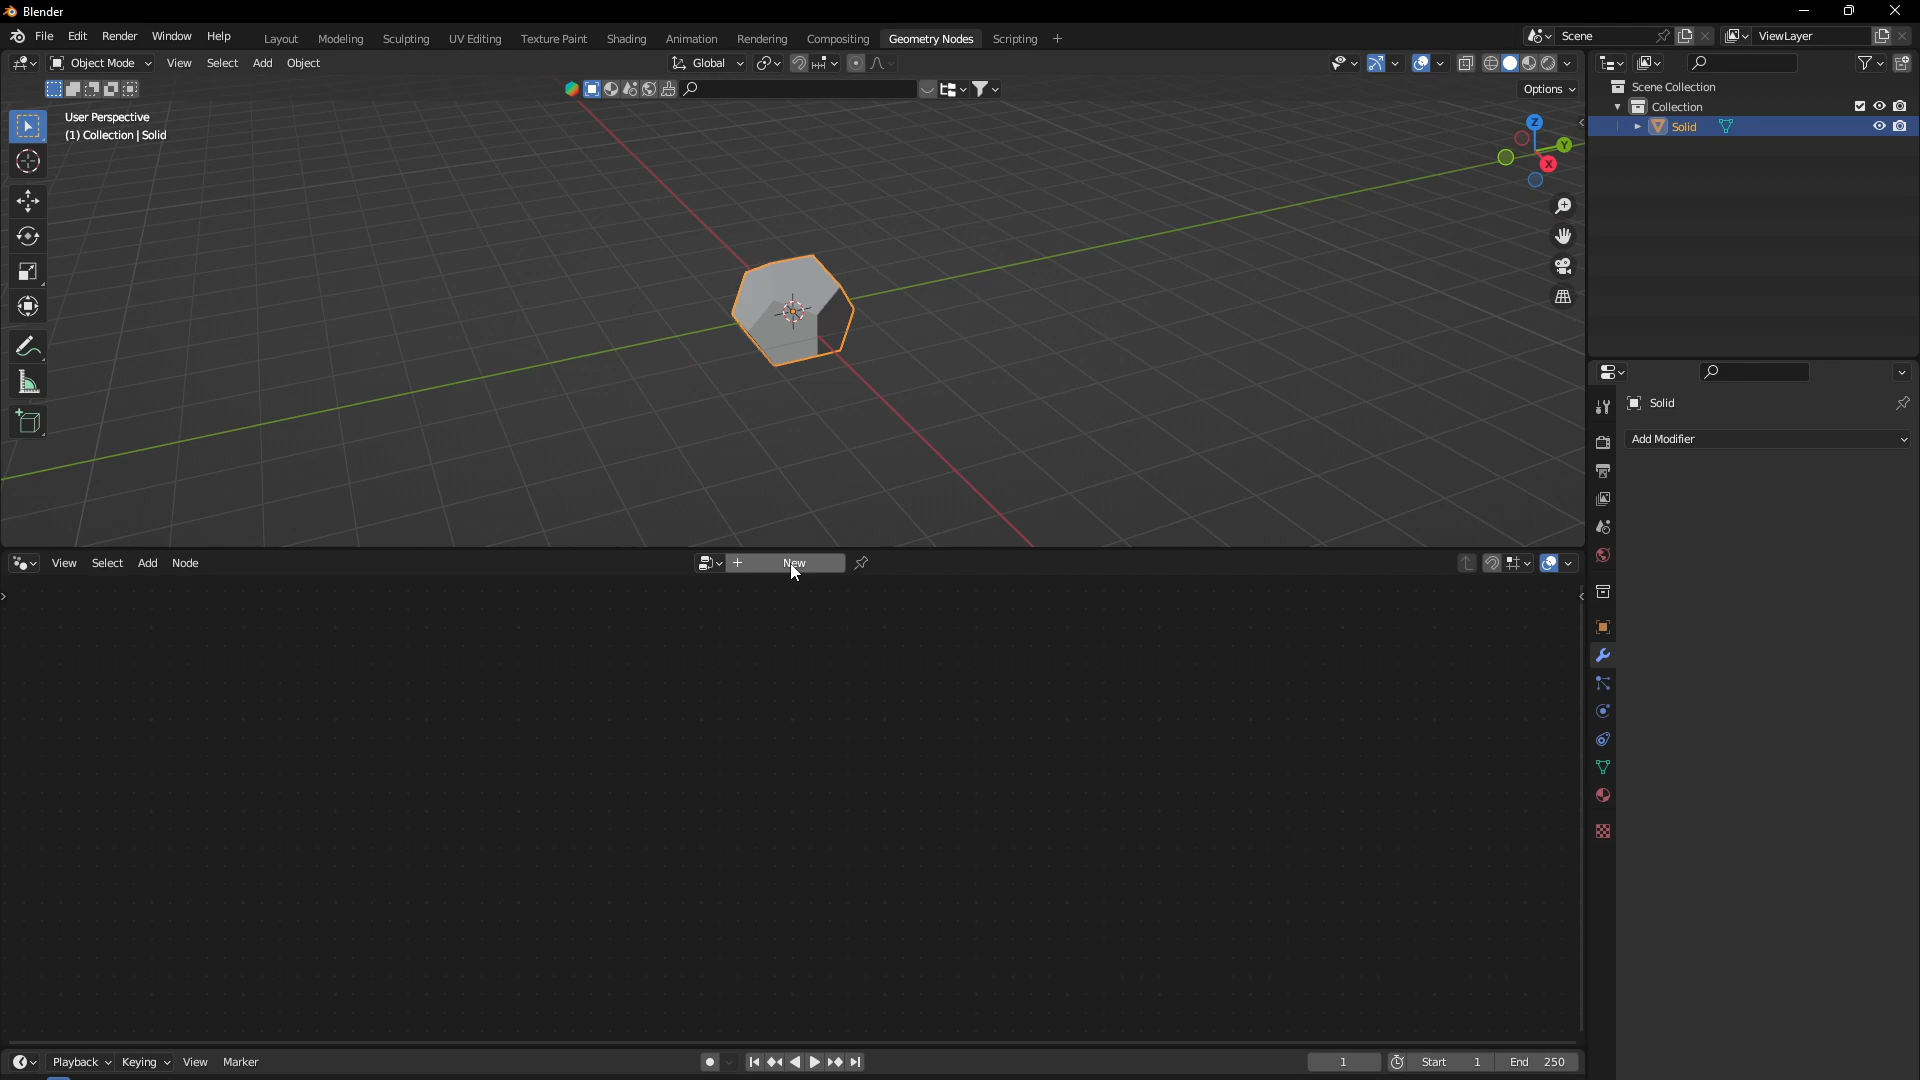 Blender
File Edit Render Window Help
Layout Modeling Sculpting UV Editing Texture Paint Shading Animation Rendering Compositing Geometry Nodes Scripting +
Scene
ViewLayer
Object Mode View Select Add Object
Global
Options
User Perspective
(1) Collection | Solid
Z
Y
X
Scene Collection
Collection
Solid
Solid
Add Modifier
View Select Add Node
+ New
Playback Keying View Marker
1
Start 1
End 250